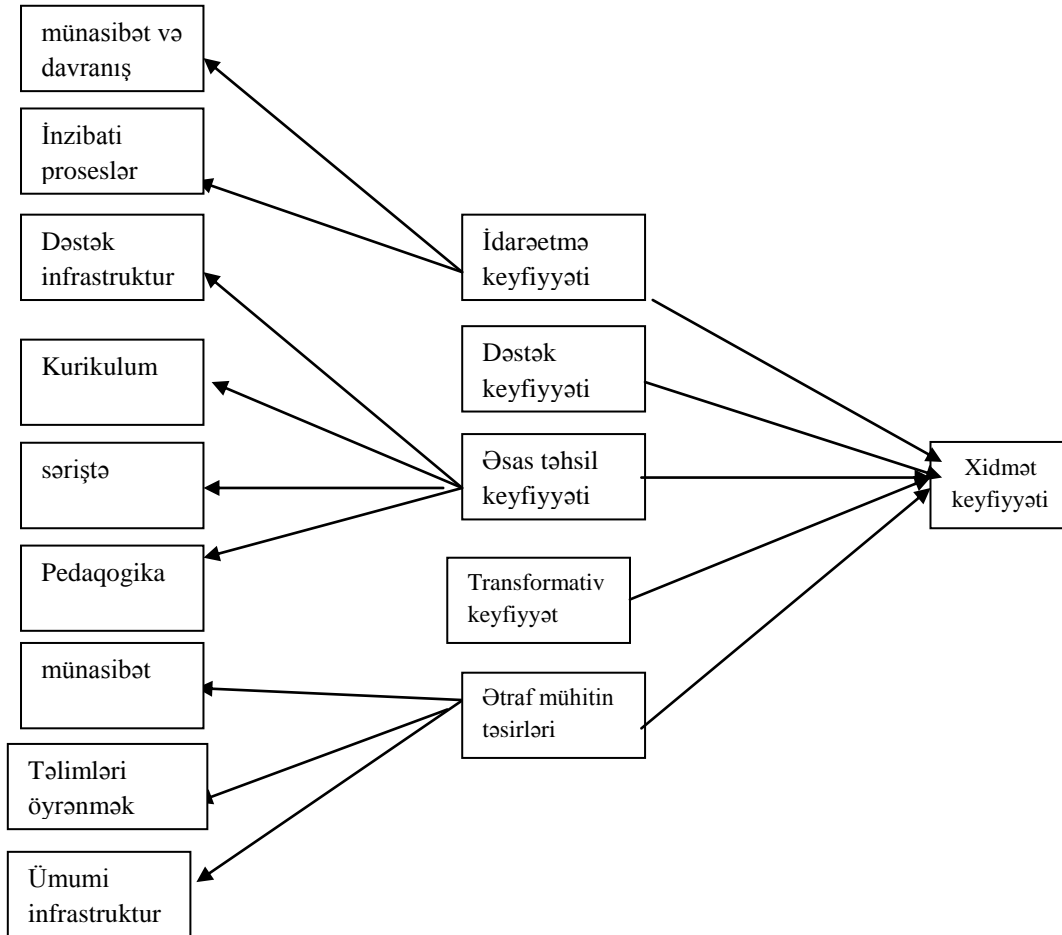 münasibət və
davranış
İnzibati
proseslər
Dəstək
infrastruktur
Kurikulum
səriştə
Pedaqogika
münasibət
Təlimləri
öyrənmək
Ümumi
infrastruktur
İdarəetmə
keyfiyyəti
Dəstək
keyfiyyəti
Əsas təhsil
keyfiyyəti
Transformativ
keyfiyyət
Ətraf mühitin
təsirləri
Xidmət
keyfiyyəti